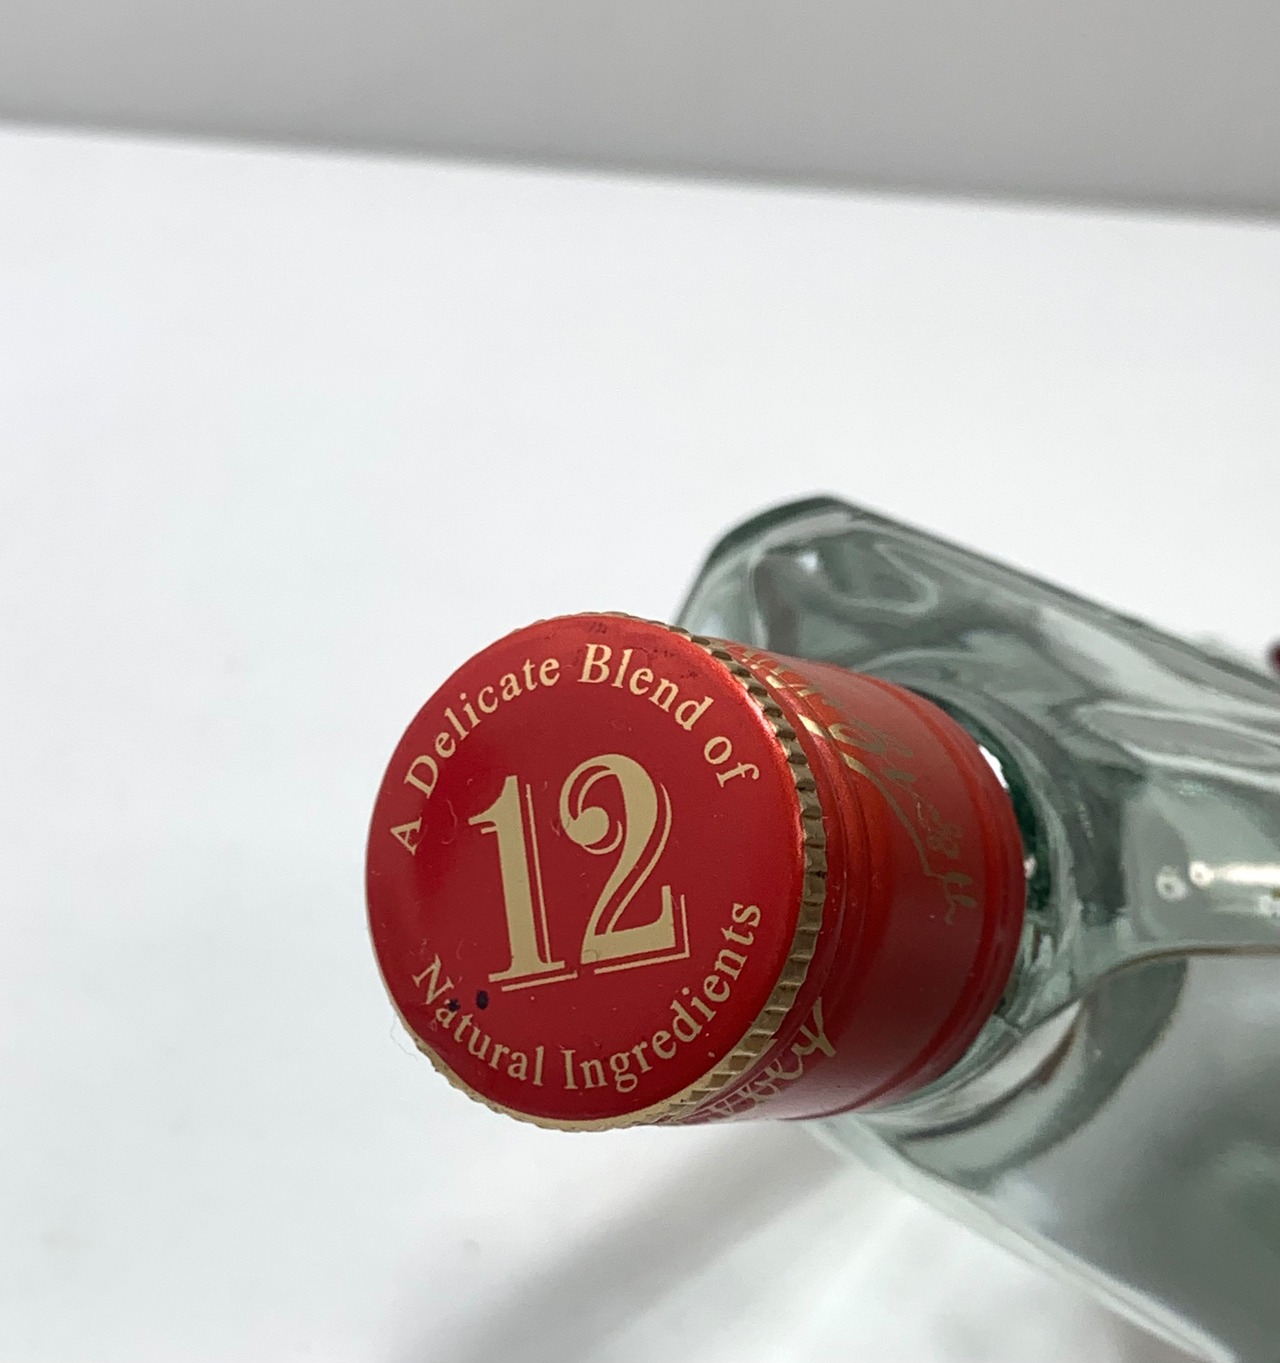 A Delicate Blend of
12
Natural Ingredients